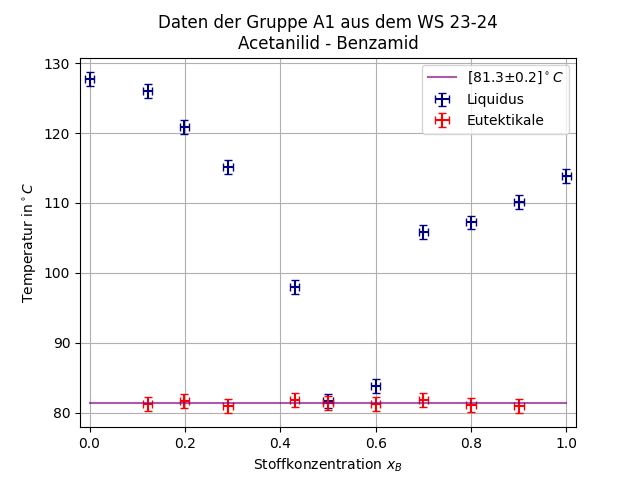 Daten der Gruppe A1 aus dem WS 23-24
Acetanilid - Benzamid
[81.3±0.2]°C
Liquidus
Eutektikale
Temperatur in °C
130
120
110
100
90
80
0.0 0.2 0.4 0.6 0.8 1.0
Stoffkonzentration x_B